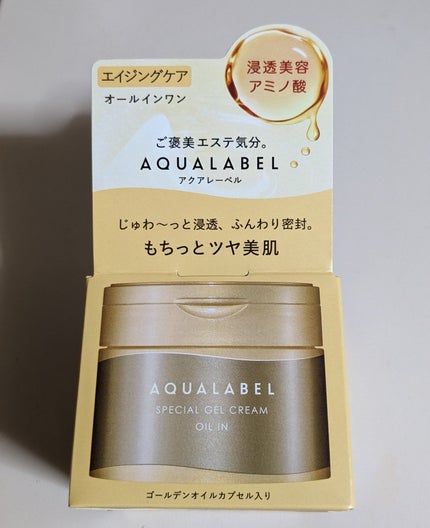 エイジングケア
オールインワン
浸透美容
アミノ酸
ご褒美エステ気分。
AQUALABEL
アクアレーベル
じゅわ～っと浸透、ふんわり密封。
もちっとツヤ美肌
AQUALABEL
SPECIAL GEL CREAM
OIL IN
ゴールデンオイルカプセル入り